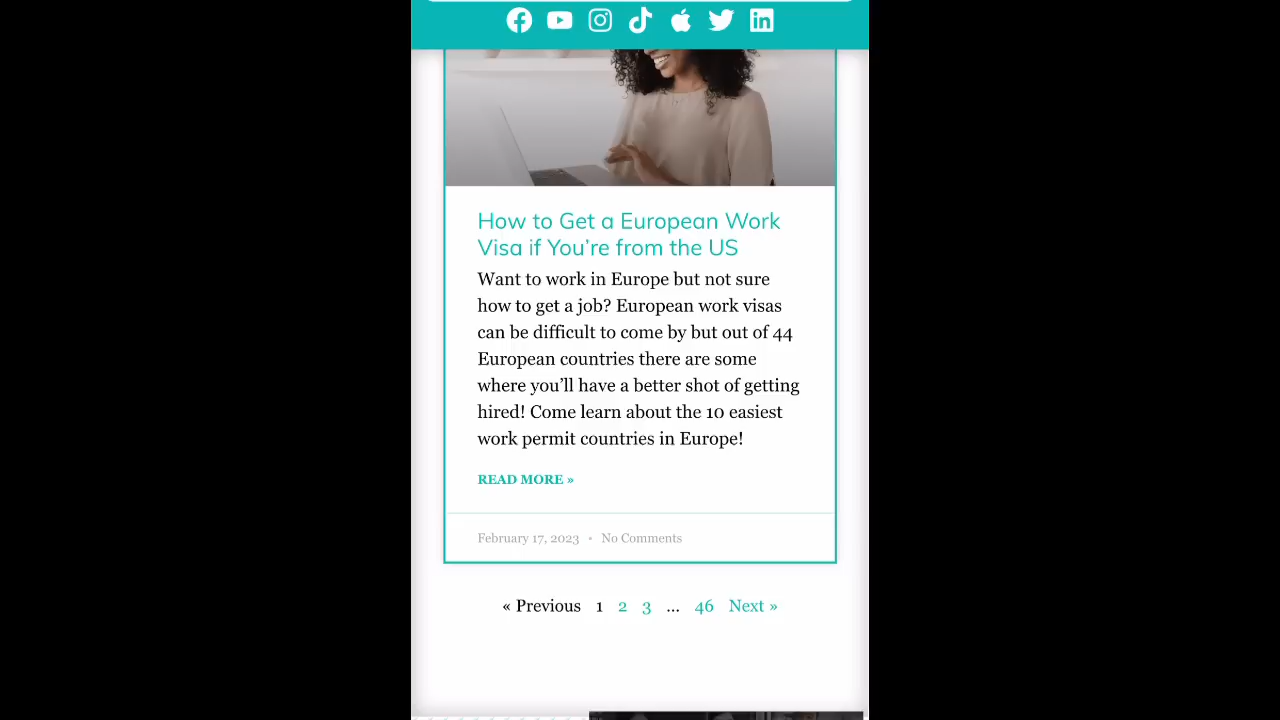 How to Get a European Work
Visa if You’re from the US
Want to work in Europe but not sure
how to get a job? European work visas
can be difficult to come by but out of 44
European countries there are some
where you’ll have a better shot of getting
hired! Come learn about the 10 easiest
work permit countries in Europe!
READ MORE »
February 17, 2023 • No Comments
« Previous 1 2 3 ... 46 Next »